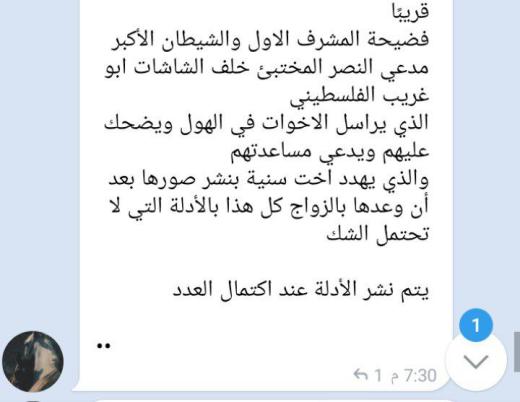 قريبًا
فضيحة المشرف الاول والشيطان الأكبر
مدعي النصر المختبئ خلف الشاشات ابو
غريب الفلسطيني
الذي يراسل الاخوات في الهول ويضحك
عليهم ويدعي مساعدتهم
والذي يهدد اخت سنية بنشر صورها بعد
أن وعدها بالزواج كل هذا بالأدلة التي لا
تحتمل الشك
يتم نشر الأدلة عند اكتمال العدد
..
1
7:30 م 1